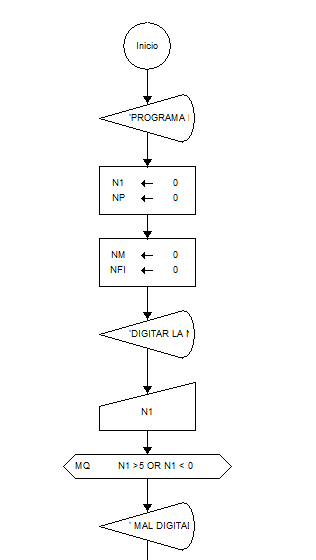 Inicio
'PROGRAMA
N1 ← 0
NP ← 0
NM ← 0
NFI ← 0
'DIGITAR LA
N1
MQ N1 >5 OR N1 < 0
' MAL DIGITAI